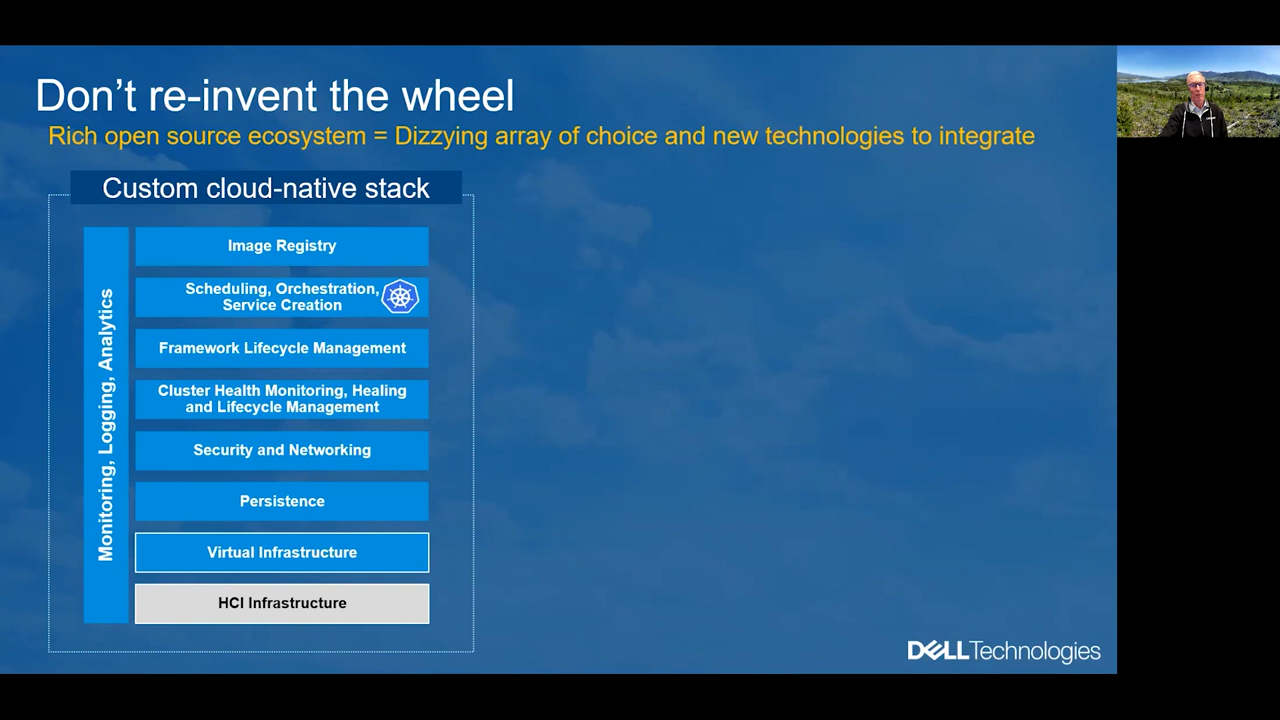 Don't re-invent the wheel
Rich open source ecosystem = Dizzying array of choice and new technologies to integrate
Custom cloud-native stack
Monitoring, Logging, Analytics
Image Registry
Scheduling, Orchestration,
Service Creation
Framework Lifecycle Management
Cluster Health Monitoring, Healing
and Lifecycle Management
Security and Networking
Persistence
Virtual Infrastructure
HCI Infrastructure
DELLTechnologies